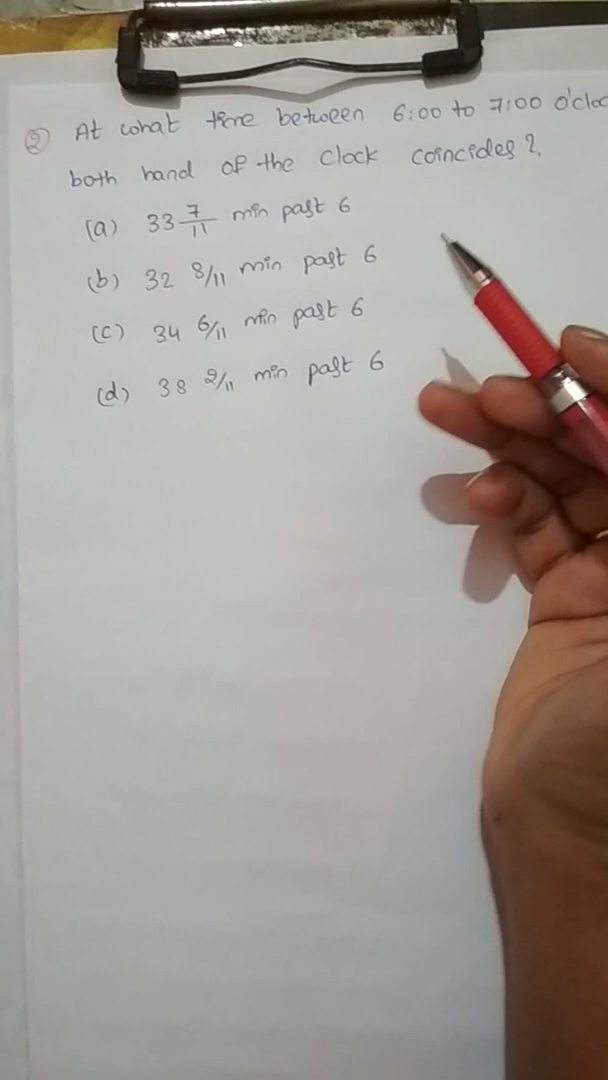 ② At what time between 6:00 to 7:00 O'cloc
both hand of the clock coincides ?
(a) 33 7/11 min past 6
(b) 32 8/11 min past 6
(c) 34 6/11 min past 6
(d) 38 2/11 min past 6